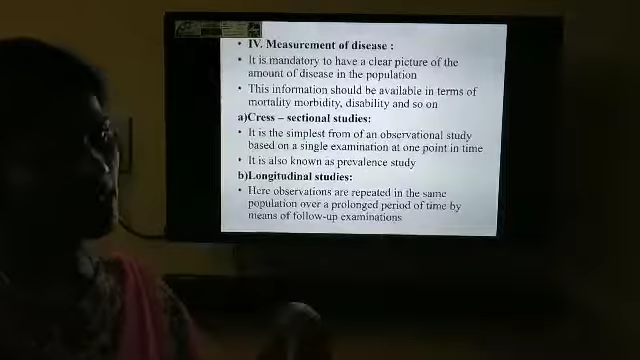 • IV. Measurement of disease :
• It is mandatory to have a clear picture of the
amount of disease in the population
• This information should be available in terms of
mortality morbidity, disability and so on
a)Cress – sectional studies:
• It is the simplest from of an observational study
based on a single examination at one point in time
• It is also known as prevalence study
b)Longitudinal studies:
• Here observations are repeated in the same
population over a prolonged period of time by
means of follow-up examinations